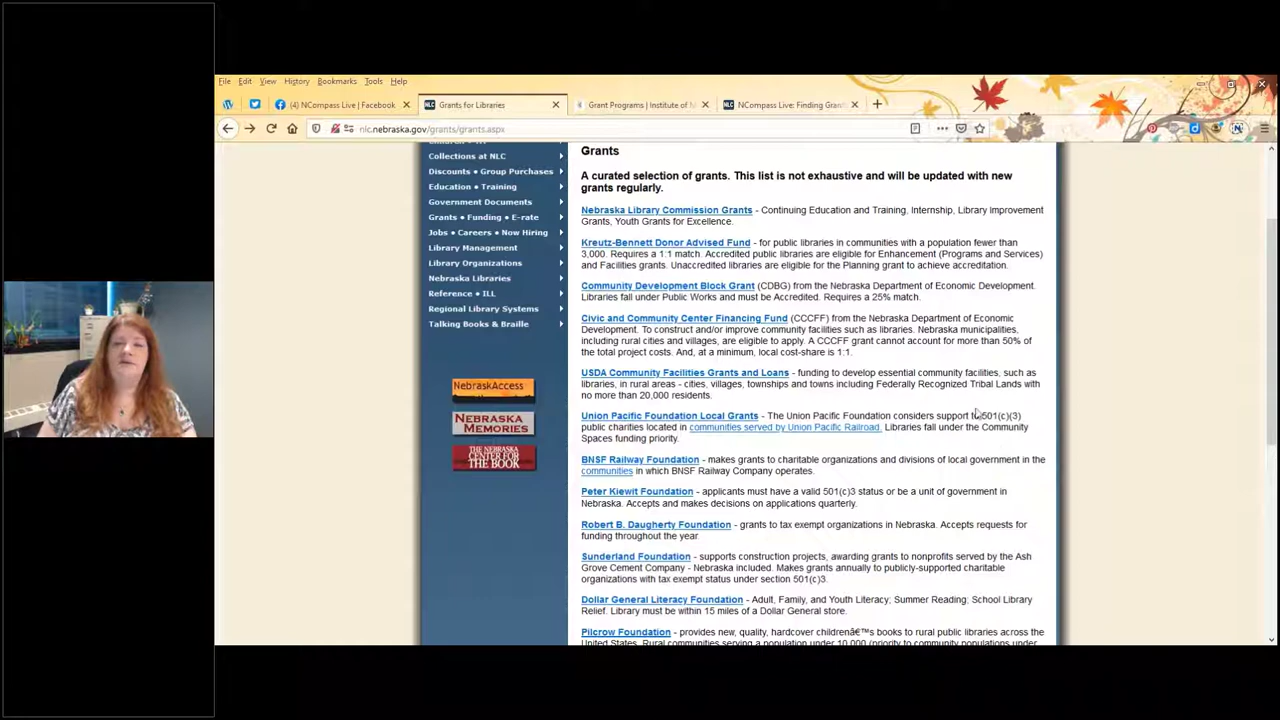 File Edit View History Bookmarks Tools Help
(4) NCompass Live | Facebook
Grants for Libraries
Grant Programs | Institute of M
NCompass Live: Finding Grant
nlc.nebraska.gov/grants/grants.aspx
Collections at NLC
Discounts • Group Purchases
Education • Training
Government Documents
Grants • Funding • E-rate
Jobs • Careers • Now Hiring
Library Management
Library Organizations
Nebraska Libraries
Reference • ILL
Regional Library Systems
Talking Books & Braille
NebraskAccess
NEBRASKA
MEMORIES
THE NEBRASKA
CENTER FOR
THE BOOK
Grants
A curated selection of grants. This list is not exhaustive and will be updated with new
grants regularly.
Nebraska Library Commission Grants - Continuing Education and Training, Internship, Library Improvement
Grants, Youth Grants for Excellence.
Kreutz-Bennett Donor Advised Fund - for public libraries in communities with a population fewer than
3,000. Requires a 1:1 match. Accredited public libraries are eligible for Enhancement (Programs and Services)
and Facilities grants. Unaccredited libraries are eligible for the Planning grant to achieve accreditation.
Community Development Block Grant (CDBG) from the Nebraska Department of Economic Development.
Libraries fall under Public Works and must be Accredited. Requires a 25% match.
Civic and Community Center Financing Fund (CCCFF) from the Nebraska Department of Economic
Development. To construct and/or improve community facilities such as libraries. Nebraska municipalities,
including rural cities and villages, are eligible to apply. A CCCFF grant cannot account for more than 50% of
the total project costs. And, at a minimum, local cost-share is 1:1.
USDA Community Facilities Grants and Loans - funding to develop essential community facilities, such as
libraries, in rural areas - cities, villages, townships and towns including Federally Recognized Tribal Lands with
no more than 20,000 residents.
Union Pacific Foundation Local Grants - The Union Pacific Foundation considers support to 501(c)(3)
public charities located in communities served by Union Pacific Railroad. Libraries fall under the Community
Spaces funding priority.
BNSF Railway Foundation - makes grants to charitable organizations and divisions of local government in the
communities in which BNSF Railway Company operates.
Peter Kiewit Foundation - applicants must have a valid 501(c)3 status or be a unit of government in
Nebraska. Accepts and makes decisions on applications quarterly.
Robert B. Daugherty Foundation - grants to tax exempt organizations in Nebraska. Accepts requests for
funding throughout the year
Sunderland Foundation - supports construction projects, awarding grants to nonprofits served by the Ash
Grove Cement Company - Nebraska included. Makes grants annually to publicly-supported charitable
organizations with tax exempt status under section 501(c)3.
Dollar General Literacy Foundation - Adult, Family, and Youth Literacy; Summer Reading; School Library
Relief. Library must be within 15 miles of a Dollar General store.
Pilcrow Foundation - provides new, quality, hardcover childrenâ€™s books to rural public libraries across the
United States. Rural communities serving a population under 10,000 (priority to community populations under